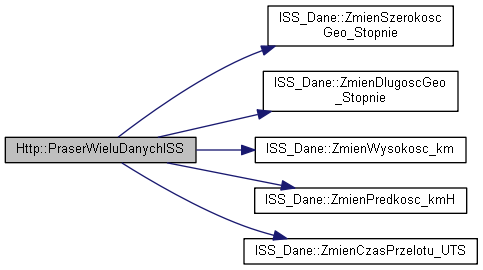 ISS_Dane::ZmienSzerokosc
Geo_Stopnie
ISS_Dane::ZmienDlugoscGeo
_Stopnie
Http::PraserWieluDanychISS
ISS_Dane::ZmienWysokosc_km
ISS_Dane::ZmienPredkosc_kmH
ISS_Dane::ZmienCzasPrzelotu_UTS